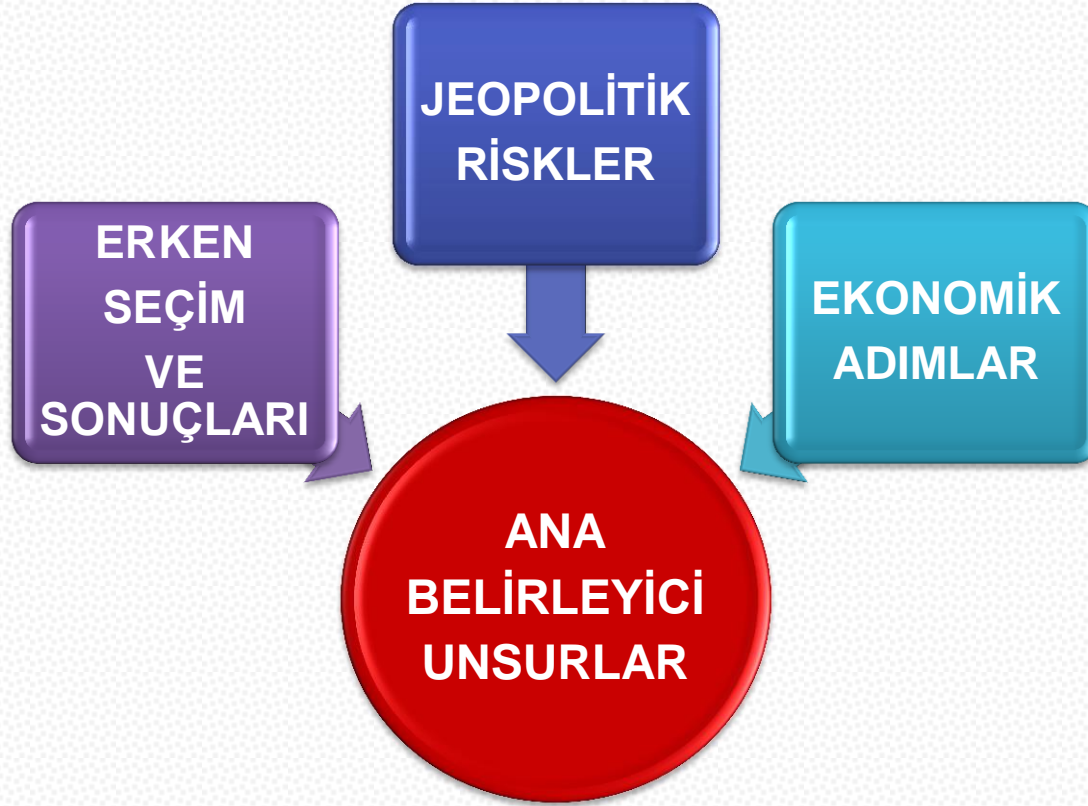 JEOPOLİTİK
RİSKLER
ERKEN
SEÇİM
VE
SONUÇLARI
EKONOMİK
ADIMLAR
ANA
BELİRLEYİCİ
UNSURLAR